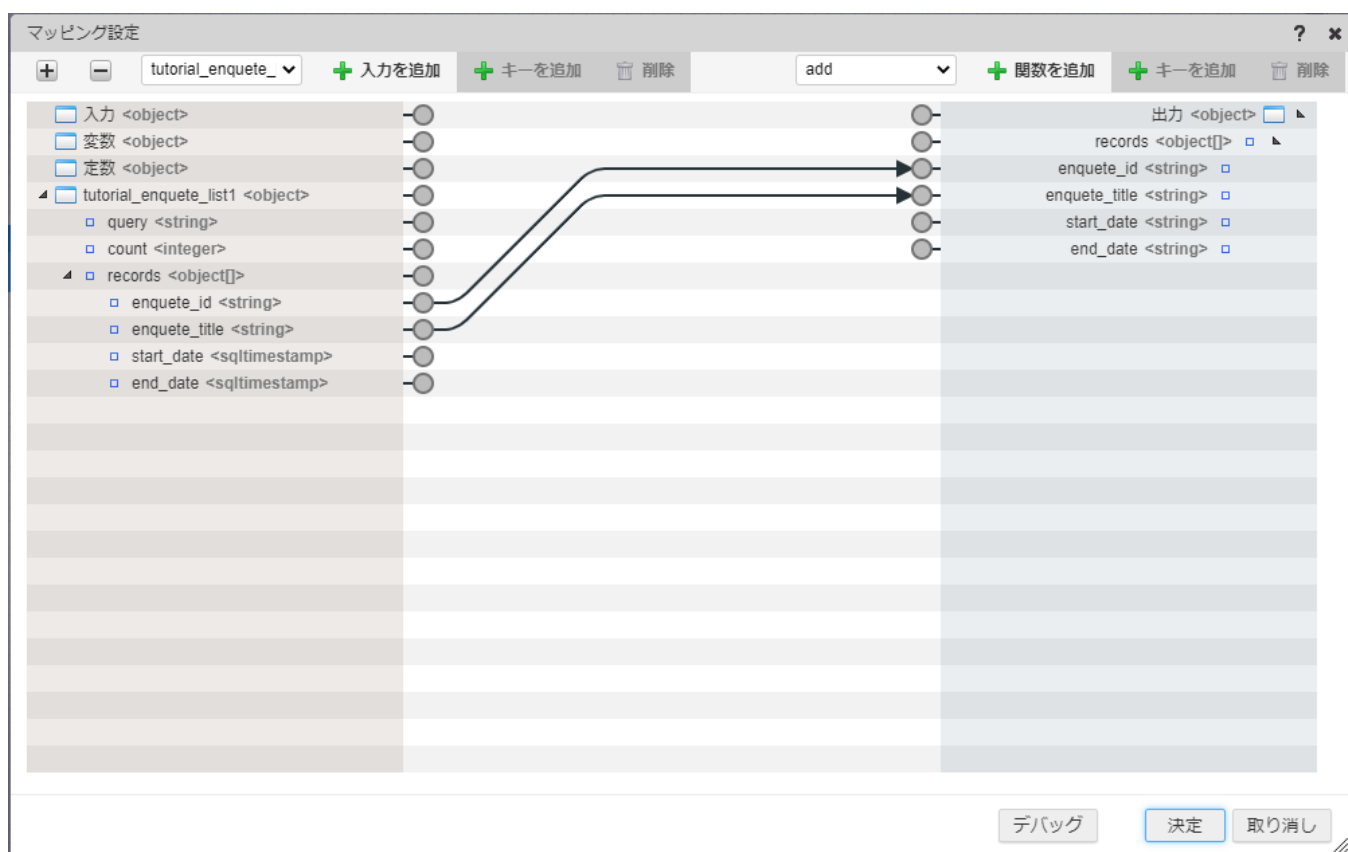 マッピング設定 ? ×
tutorial_enquete_ 入力を追加 キーを追加 削除 add 関数を追加 キーを追加 削除
入力 <object> 出力 <object>
変数 <object> records <object[]>
定数 <object> enquete_id <string>
tutorial_enquete_list1 <object> enquete_title <string>
query <string> start_date <string>
count <integer> end_date <string>
records <object[]>
enquete_id <string>
enquete_title <string>
start_date <sqltimestamp>
end_date <sqltimestamp>
デバッグ 決定 取り消し